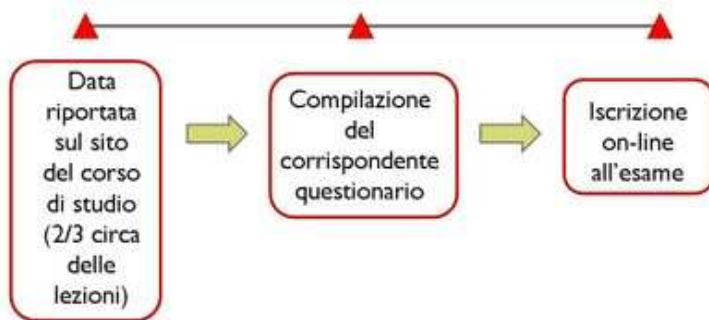 Data
riportata
sul sito
del corso
di studio
(2/3 circa
delle
lezioni)
Compilazione
del
corrispondente
questionario
Iscrizione
on-line
all'esame